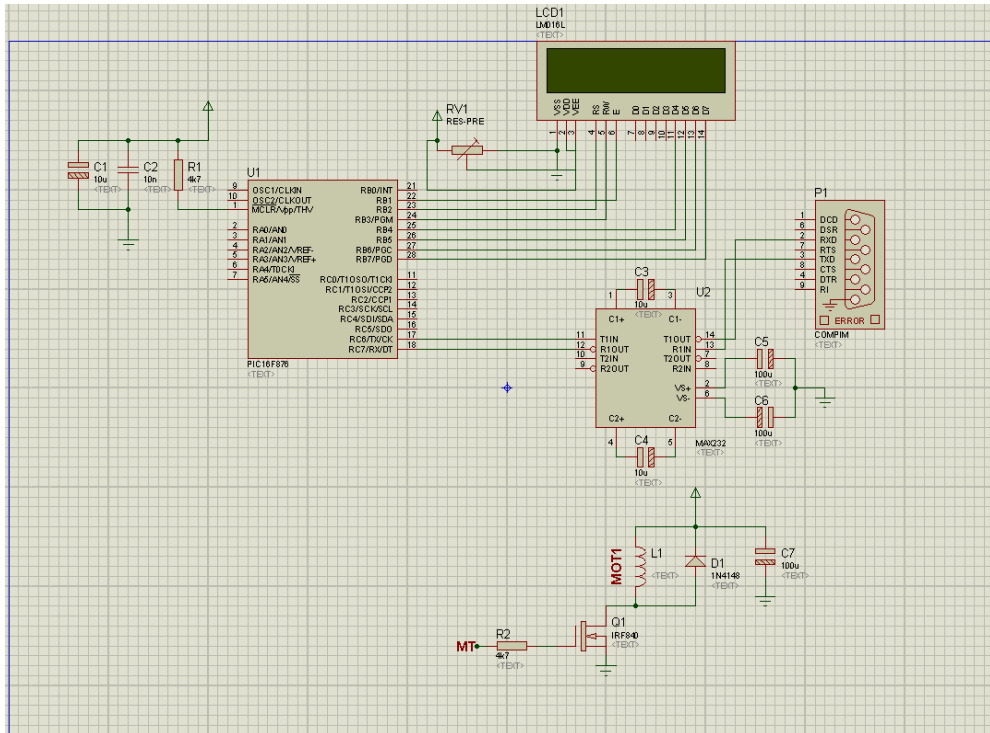 LCD1
LM016L
<TEXT>
VSS
VDD
VEE
RS
RW
E
D0
D1
D2
D3
D4
D5
D6
D7
1
2
3
4
5
6
7
8
9
10
11
12
13
14
RV1
RES-PRE
C1
10u
<TEXT>
C2
10n
<TEXT>
R1
4k7
<TEXT>
U1
9 OSC1/CLKIN
10 OSC2/CLKOUT
1 MCLR/Vpp/THV
2 RA0/AN0
3 RA1/AN1
4 RA2/AN2/VREF-
5 RA3/AN3/VREF+
6 RA4/T0CKI
7 RA5/AN4/SS
RB0/INT 21
RB1 22
RB2 23
RB3/PGM 24
RB4 25
RB5 26
RB6/PGC 27
RB7/PGD 28
RC0/T1OSO/T1CKI 11
RC1/T1OSI/CCP2 12
RC2/CCP1 13
RC3/SCK/SCL 14
RC4/SDI/SDA 15
RC5/SDO 16
RC6/TX/CK 17
RC7/RX/DT 18
PIC16F876
<TEXT>
P1
1 DCD
6 DSR
2 RXD
7 RTS
3 TXD
8 CTS
4 DTR
9 RI
ERROR
COMPIM
<TEXT>
C3
10u
<TEXT>
1
3
U2
C1+
C1-
11 T1IN
12 R1OUT
10 T2IN
9 R2OUT
T1OUT 14
R1IN 13
T2OUT 7
R2IN 8
VS+ 2
VS- 6
C2+
C2-
4
5
MAX232
<TEXT>
C4
10u
<TEXT>
C5
100u
<TEXT>
C6
100u
<TEXT>
MOT1
L1
<TEXT>
D1
1N4148
<TEXT>
C7
100u
<TEXT>
Q1
IRF840
<TEXT>
MT
R2
4k7
<TEXT>